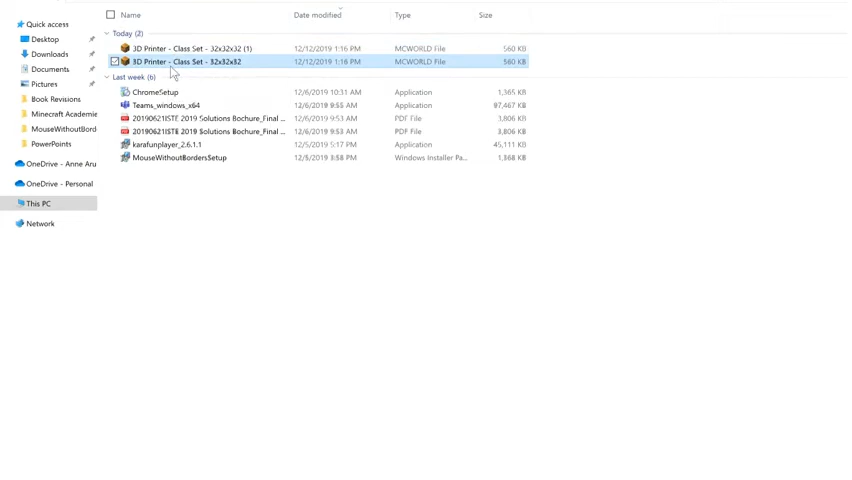 Name Date modified Type Size
Quick access
Desktop
Downloads
Documents
Pictures
Book Revisions
Minecraft Academie
MouseWithoutBord
PowerPoints
OneDrive - Anne Aru
OneDrive - Personal
This PC
Network
Today (2)
3D Printer - Class Set - 32x32x32 (1) 12/12/2019 1:16 PM MCWORLD File 560 KB
3D Printer - Class Set - 32x32x32 12/12/2019 1:16 PM MCWORLD File 560 KB
Last week (6)
ChromeSetup 12/6/2019 10:31 AM Application 1,365 KB
Teams_windows_x64 12/6/2019 9:55 AM Application 97,467 KB
20190621ISTE 2019 Solutions Bochure_Final ... 12/6/2019 9:53 AM PDF File 3,806 KB
20190621ISTE 2019 Solutions Bochure_Final ... 12/6/2019 9:53 AM PDF File 3,806 KB
karafunplayer_2.6.1.1 12/5/2019 5:17 PM Application 45,111 KB
MouseWithoutBordersSetup 12/5/2019 3:58 PM Windows Installer Pa... 1,368 KB